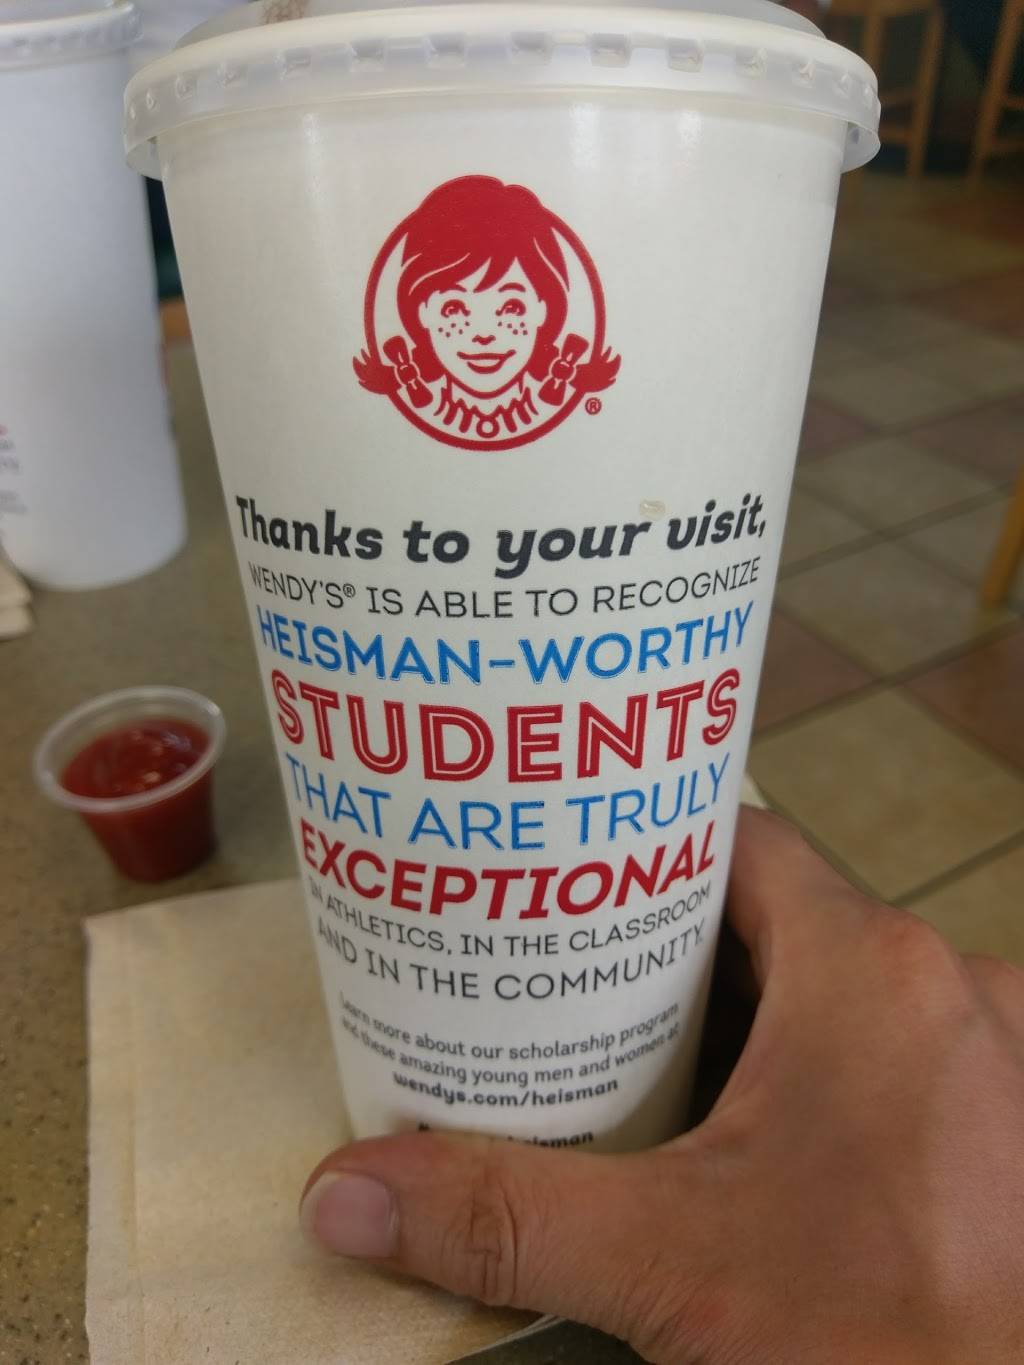 Thanks to your visit,
WENDY'S® IS ABLE TO RECOGNIZE
HEISMAN-WORTHY
STUDENTS
THAT ARE TRULY
EXCEPTIONAL
IN ATHLETICS, IN THE CLASSROOM
AND IN THE COMMUNITY.
Learn more about our scholarship program
and these amazing young men and women at
wendys.com/heisman